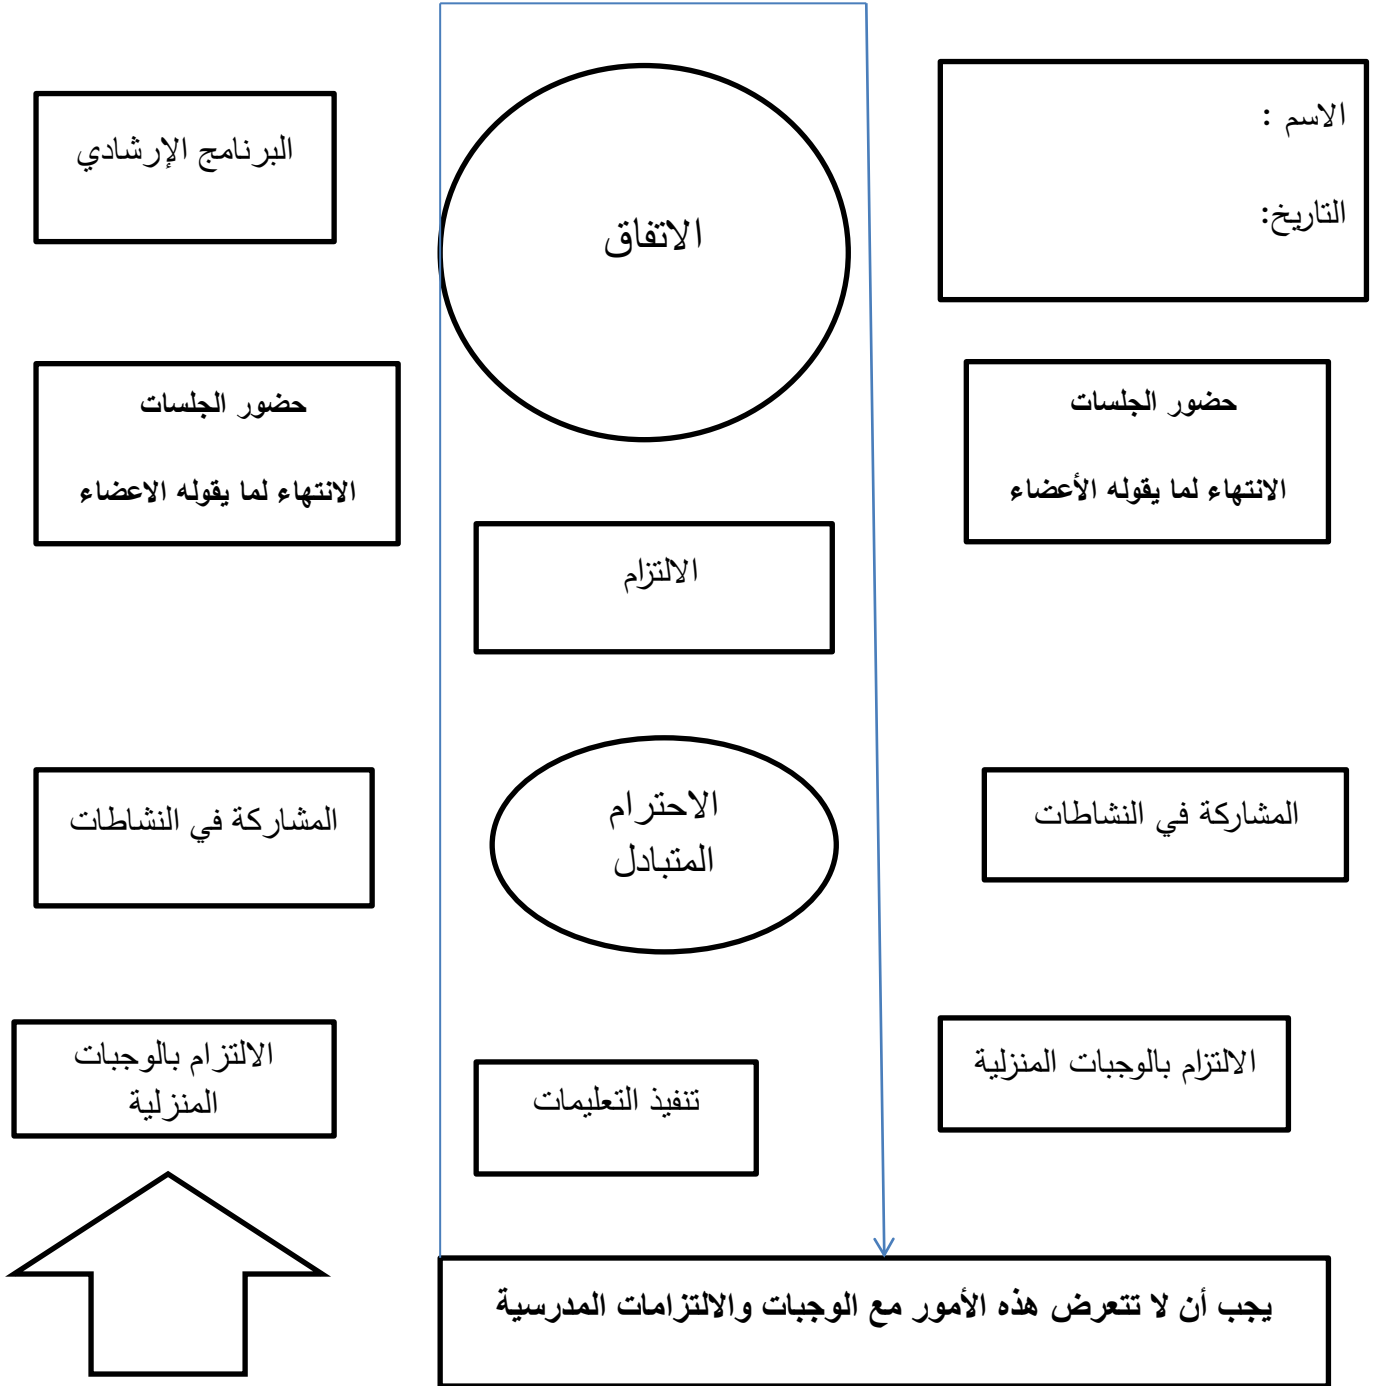 الاسم :
التاريخ:
الاتفاق
البرنامج الإرشادي
حضور الجلسات
الانتهاء لما يقوله الأعضاء
حضور الجلسات
الانتهاء لما يقوله الاعضاء
الالتزام
المشاركة في النشاطات
الاحترام
المتبادل
المشاركة في النشاطات
الالتزام بالوجبات المنزلية
تنفيذ التعليمات
الالتزام بالوجبات
المنزلية
يجب أن لا تتعرض هذه الأمور مع الوجبات والالتزامات المدرسية